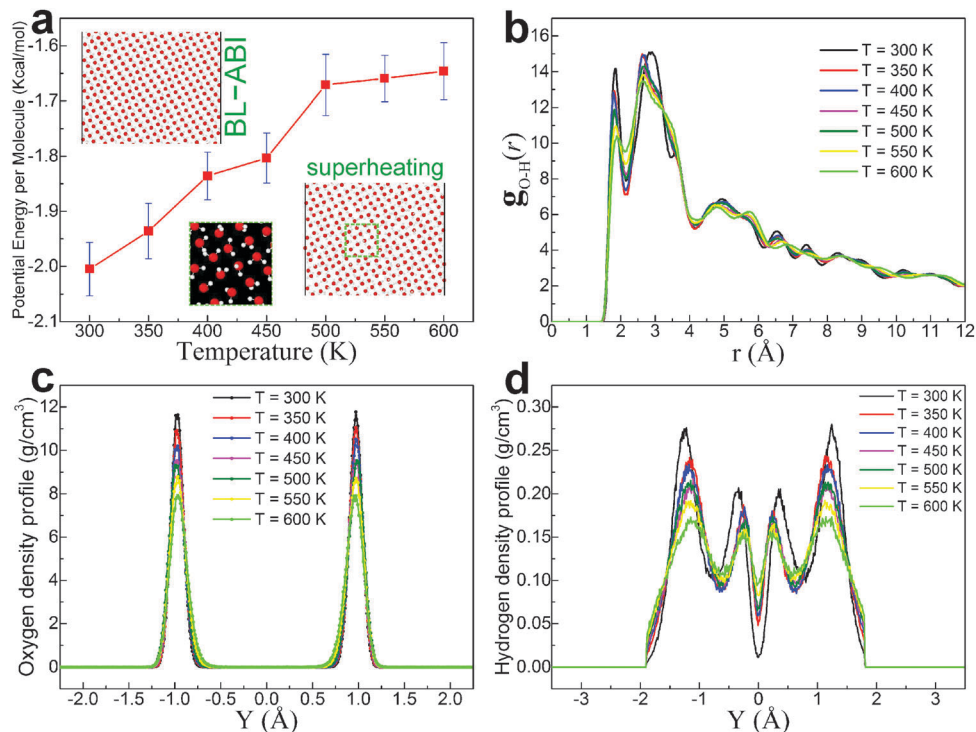 a
Potential Energy per Molecule (Kcal/mol)
-1.6
-1.7
-1.8
-1.9
-2.0
-2.1
BL-ABI
superheating
300 350 400 450 500 550 600
Temperature (K)
b
g O-H (r)
16
14
12
10
8
6
4
2
0
T = 300 K
T = 350 K
T = 400 K
T = 450 K
T = 500 K
T = 550 K
T = 600 K
0 1 2 3 4 5 6 7 8 9 10 11 12
r (Å)
c
Oxygen density profile (g/cm³)
12
10
8
6
4
2
0
T = 300 K
T = 350 K
T = 400 K
T = 450 K
T = 500 K
T = 550 K
T = 600 K
-2.0 -1.5 -1.0 -0.5 0.0 0.5 1.0 1.5 2.0
Y (Å)
d
Hydrogen density profile (g/cm³)
0.30
0.25
0.20
0.15
0.10
0.05
0.00
T = 300 K
T = 350 K
T = 400 K
T = 450 K
T = 500 K
T = 550 K
T = 600 K
-3 -2 -1 0 1 2 3
Y (Å)